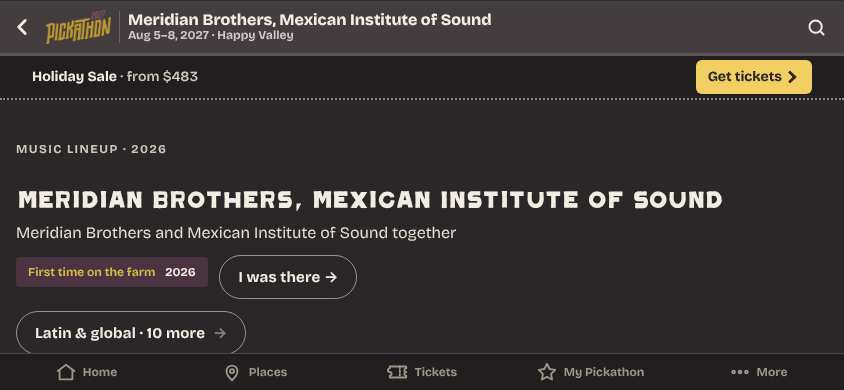 PICKATHON
Meridian Brothers, Mexican Institute of Sound
Aug 5–8, 2027 · Happy Valley
Holiday Sale · from $483
Get tickets
MUSIC LINEUP · 2026
MERIDIAN BROTHERS, MEXICAN INSTITUTE OF SOUND
Meridian Brothers and Mexican Institute of Sound together
First time on the farm 2026
I was there →
Latin & global · 10 more →
Home
Places
Tickets
My Pickathon
More